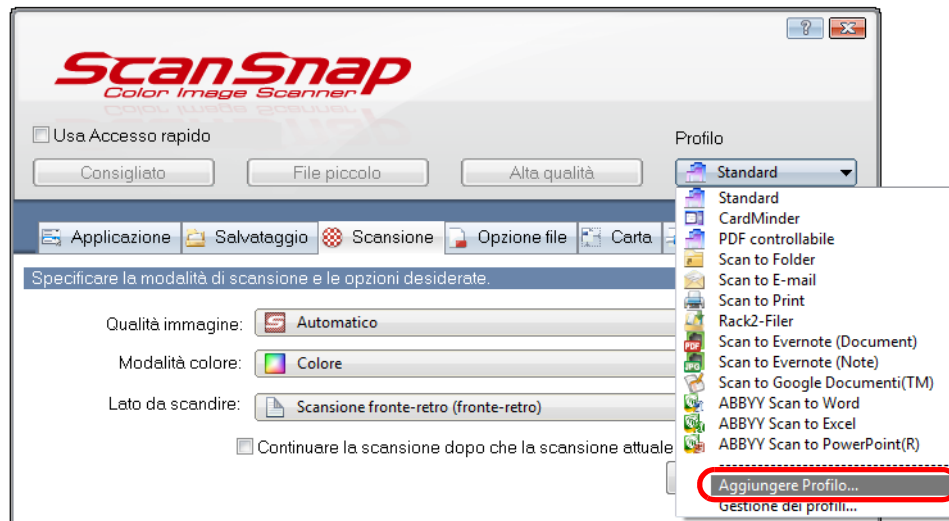 ScanSnap
Color Image Scanner
Usa Accesso rapido
Profilo
Consigliato
File piccolo
Alta qualità
Standard
Applicazione
Salvataggio
Scansione
Opzione file
Carta
Specificare la modalità di scansione e le opzioni desiderate.
Qualità immagine:
Automatico
Modalità colore:
Colore
Lato da scandire:
Scansione fronte-retro (fronte-retro)
Continuare la scansione dopo che la scansione attuale
Standard
CardMinder
PDF controllabile
Scan to Folder
Scan to E-mail
Scan to Print
Rack2-Filer
Scan to Evernote (Document)
Scan to Evernote (Note)
Scan to Google Documenti(TM)
ABBYY Scan to Word
ABBYY Scan to Excel
ABBYY Scan to PowerPoint(R)
Aggiungere Profilo...
Gestione dei profili...